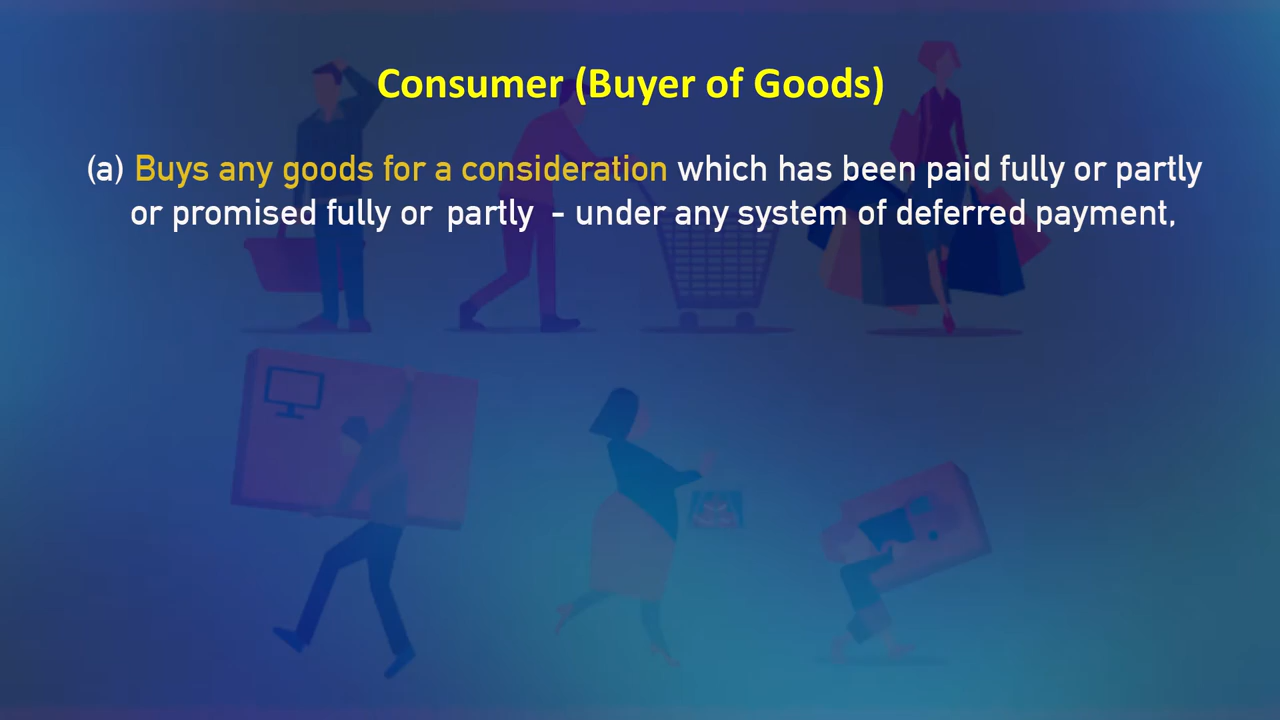 Consumer (Buyer of Goods)
(a) Buys any goods for a consideration which has been paid fully or partly
or promised fully or partly - under any system of deferred payment,